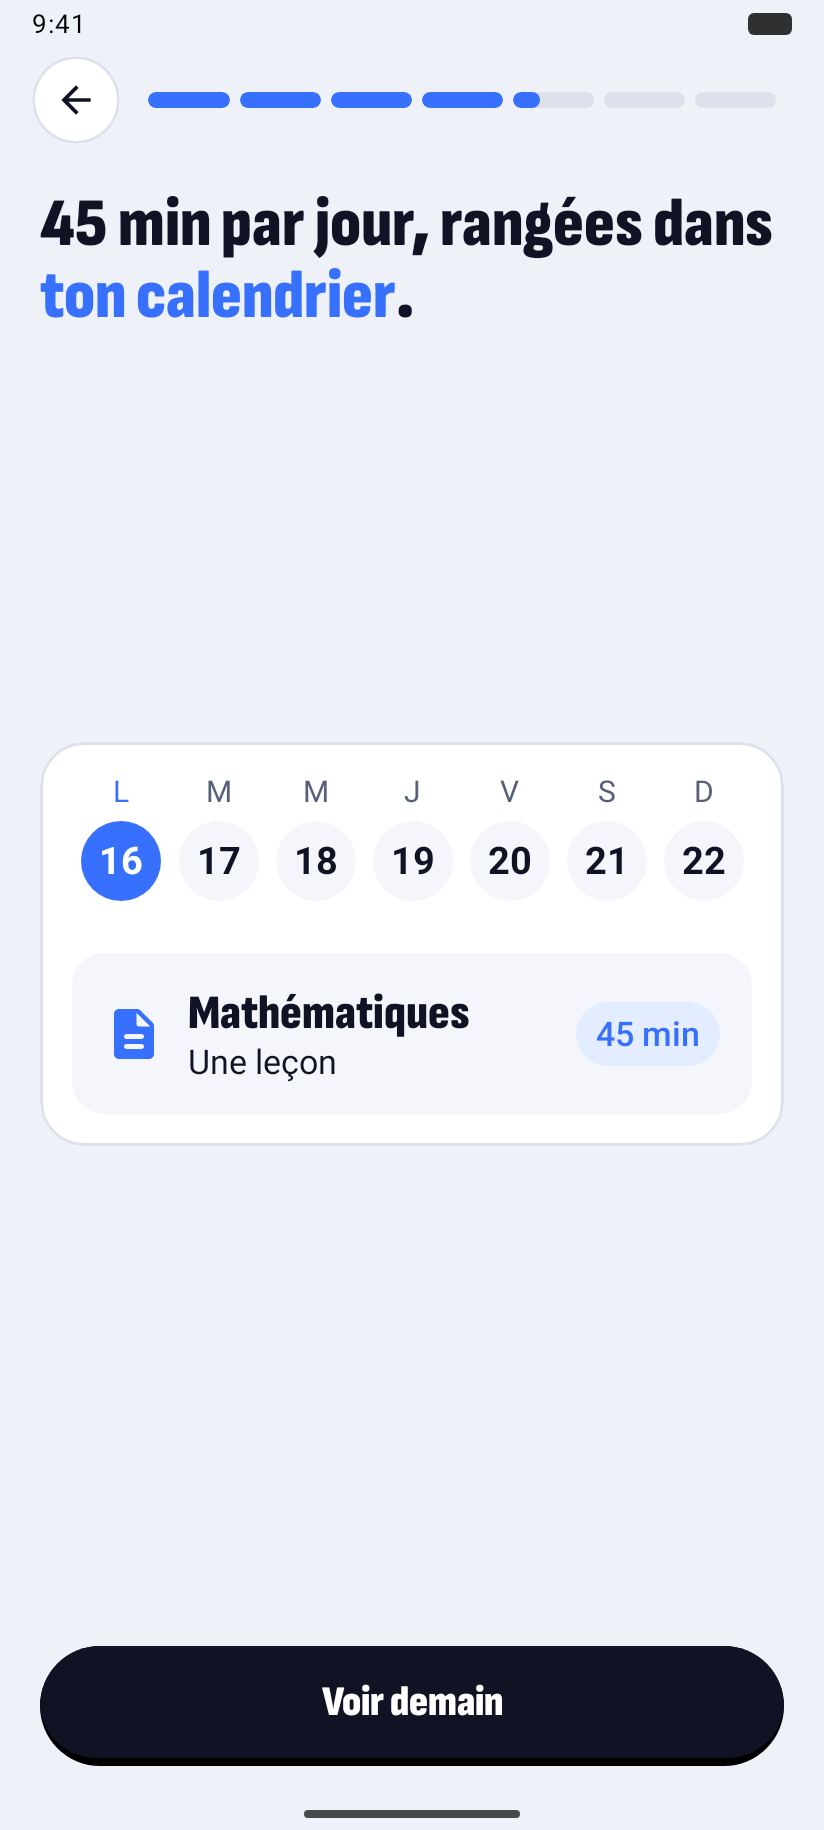 9:41
45 min par jour, rangées dans
ton calendrier.
L M M J V S D
16 17 18 19 20 21 22
Mathématiques
Une leçon
45 min
Voir demain